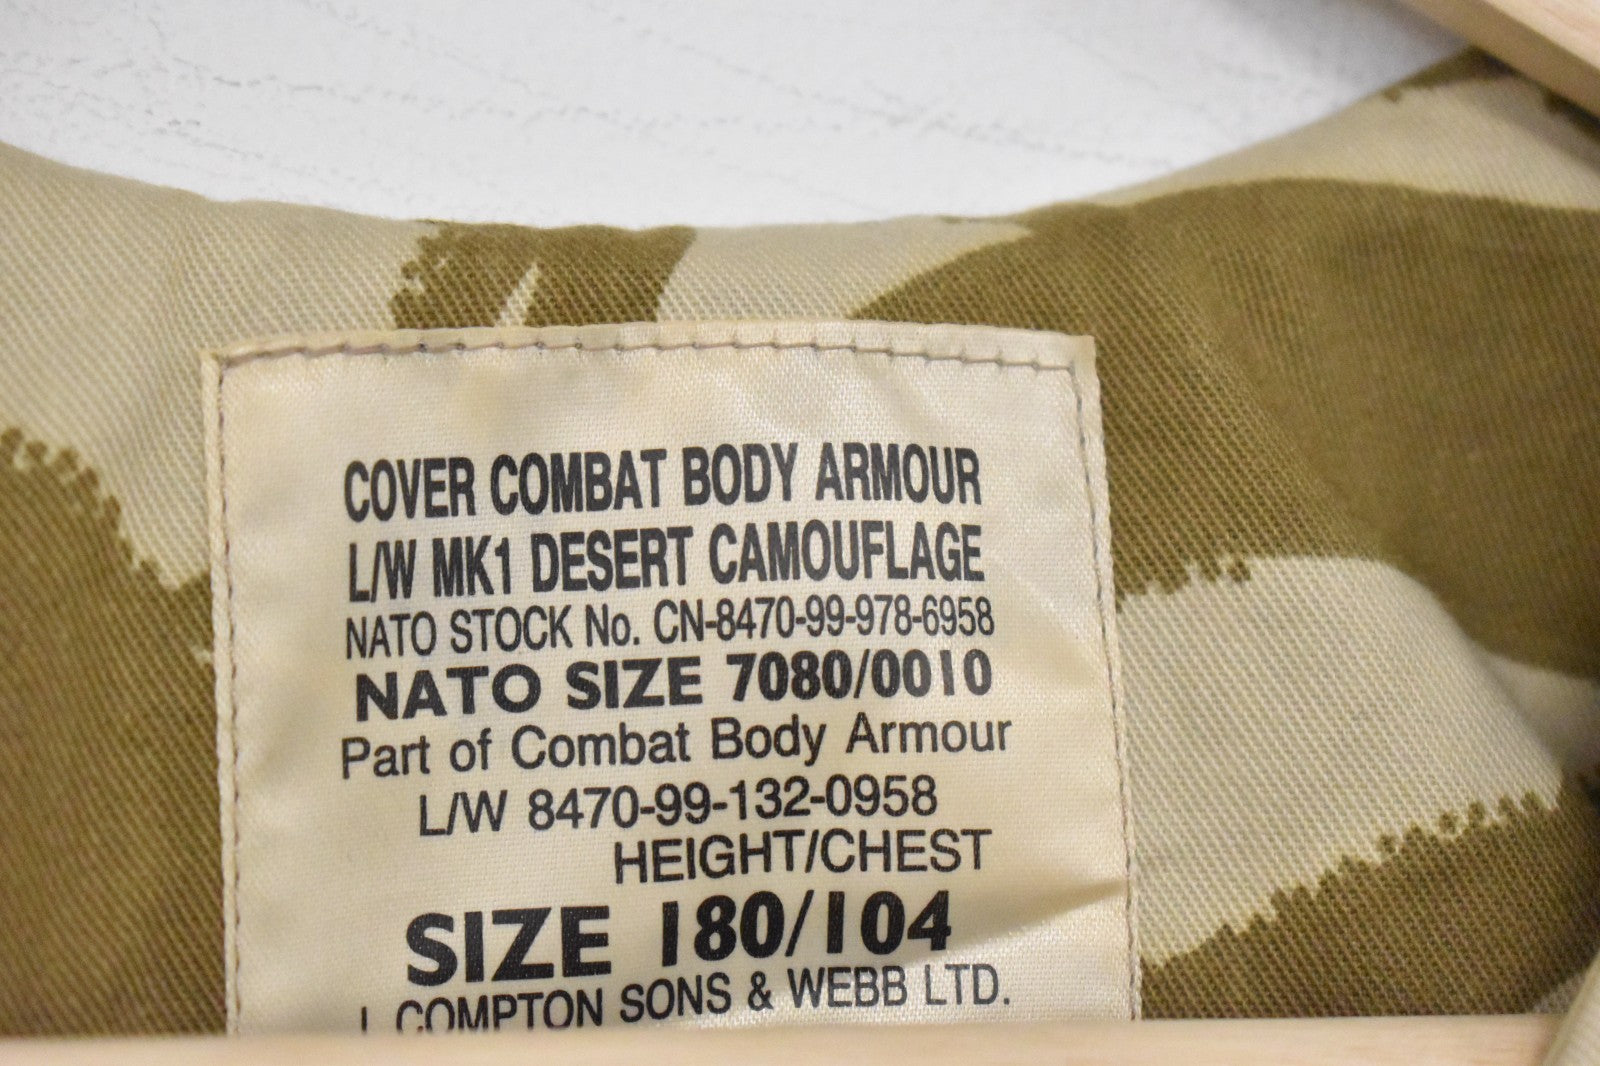 COVER COMBAT BODY ARMOUR
L/W MK1 DESERT CAMOUFLAGE
NATO STOCK No. CN-8470-99-978-6958
NATO SIZE 7080/0010
Part of Combat Body Armour
L/W 8470-99-132-0958
HEIGHT/CHEST
SIZE 180/104
COMPTON SONS & WEBB LTD.